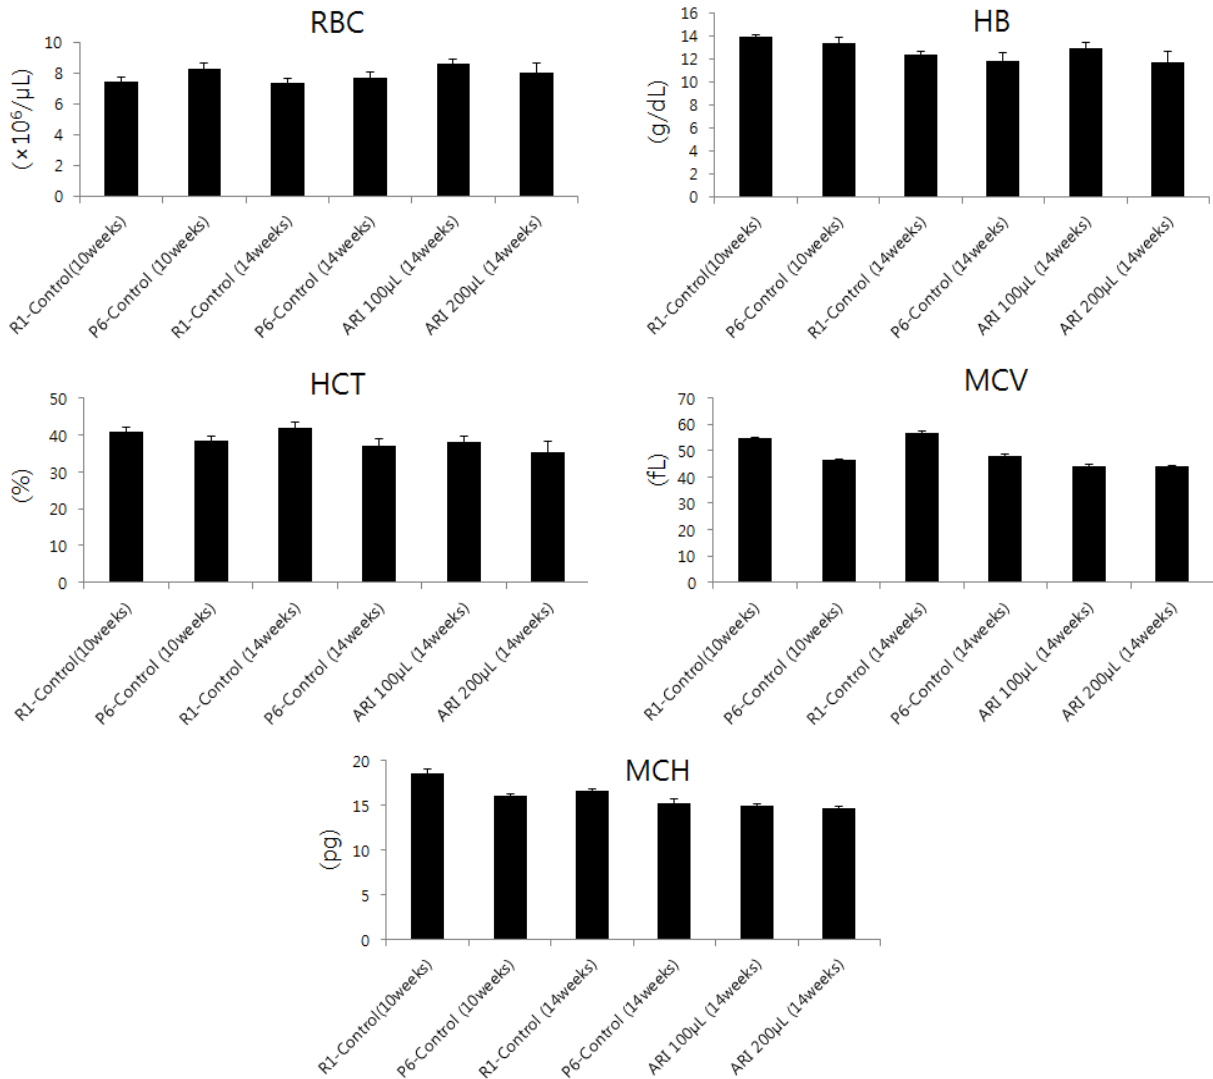 RBC
(×10⁶/μL)
10
8
6
4
2
0
R1-Control(10weeks)
P6-Control (10weeks)
R1-Control (14weeks)
P6-Control (14weeks)
ARI 100μL (14weeks)
ARI 200μL (14weeks)
HB
(g/dL)
16
14
12
10
8
6
4
2
0
R1-Control(10weeks)
P6-Control (10weeks)
R1-Control (14weeks)
P6-Control (14weeks)
ARI 100μL (14weeks)
ARI 200μL (14weeks)
HCT
(%)
50
40
30
20
10
0
R1-Control(10weeks)
P6-Control (10weeks)
R1-Control (14weeks)
P6-Control (14weeks)
ARI 100μL (14weeks)
ARI 200μL (14weeks)
MCV
(fL)
70
60
50
40
30
20
10
0
R1-Control(10weeks)
P6-Control (10weeks)
R1-Control (14weeks)
P6-Control (14weeks)
ARI 100μL (14weeks)
ARI 200μL (14weeks)
MCH
(pg)
20
15
10
5
0
R1-Control(10weeks)
P6-Control (10weeks)
R1-Control (14weeks)
P6-Control (14weeks)
ARI 100μL (14weeks)
ARI 200μL (14weeks)